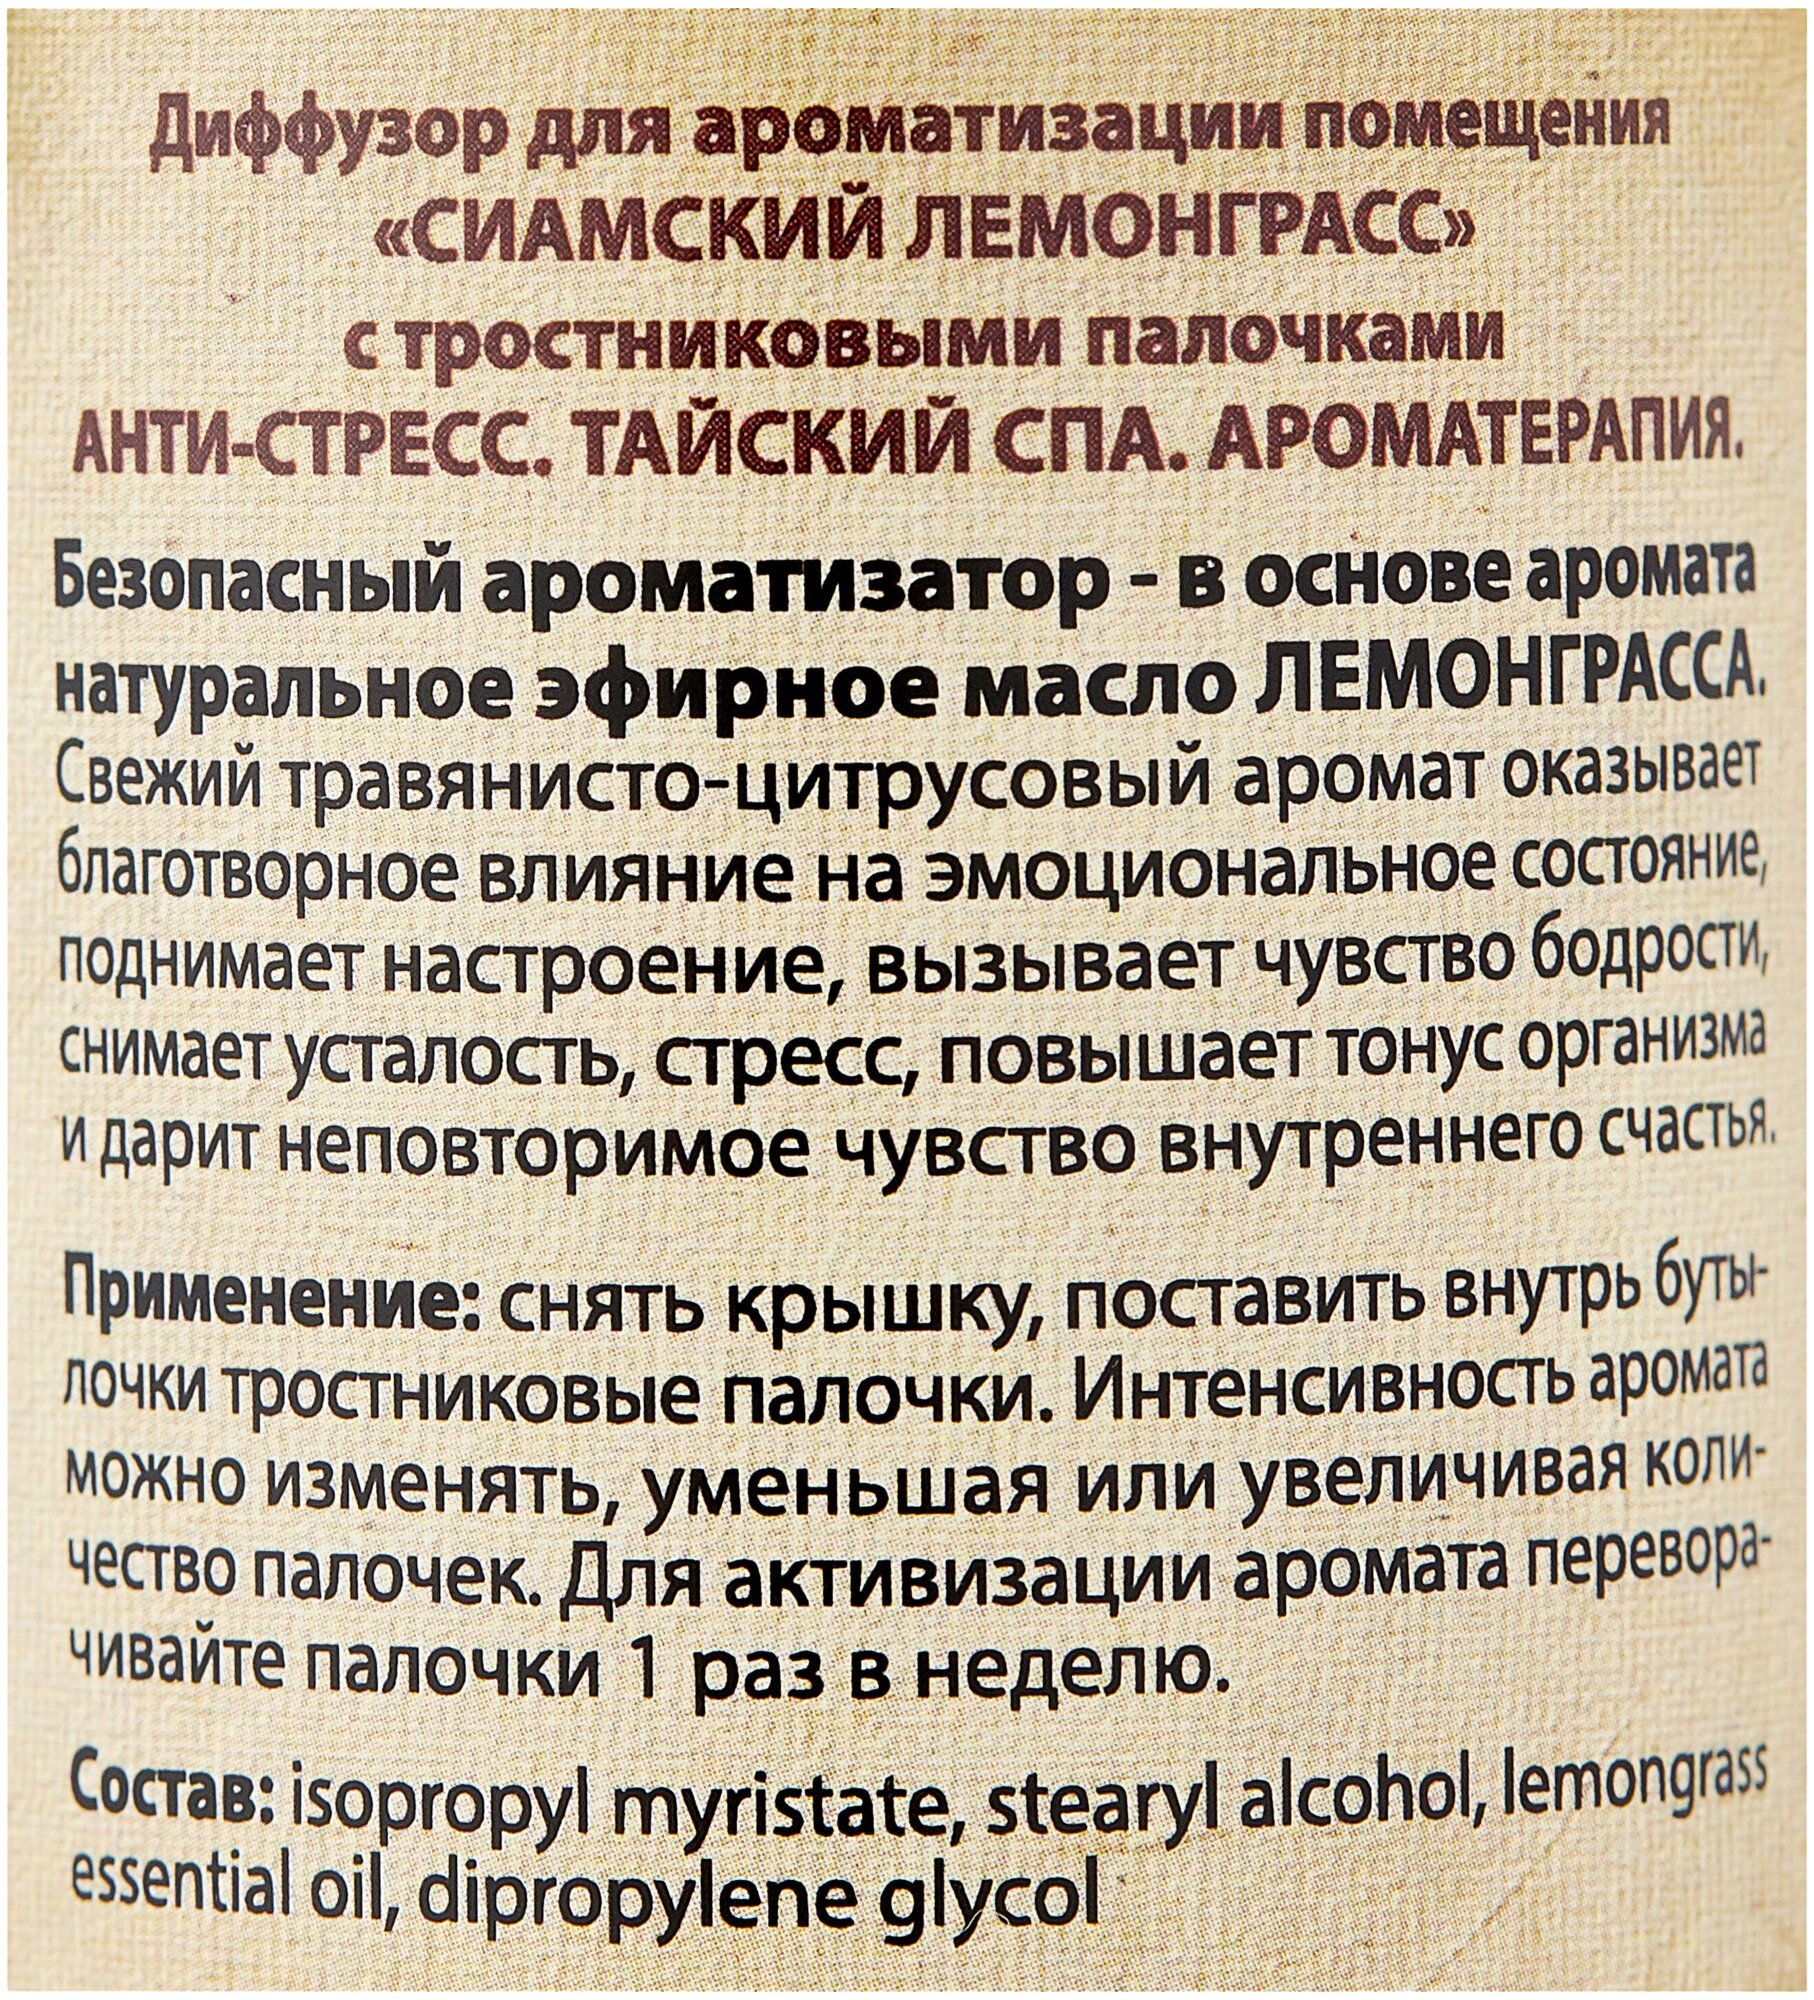 Диффузор для ароматизации помещения
«СИАМСКИЙ ЛЕМОНГРАСС»
с тростниковыми палочками
АНТИ-СТРЕСС. ТАЙСКИЙ СПА. АРОМАТЕРАПИЯ.
Безопасный ароматизатор - в основе аромата
натуральное эфирное масло ЛЕМОНГРАССА.
Свежий травянисто-цитрусовый аромат оказывает
благотворное влияние на эмоциональное состояние,
поднимает настроение, вызывает чувство бодрости,
снимает усталость, стресс, повышает тонус организма
и дарит неповторимое чувство внутреннего счастья.
Применение: снять крышку, поставить внутрь буты-
лочки тростниковые палочки. Интенсивность аромата
можно изменять, уменьшая или увеличивая коли-
чество палочек. Для активизации аромата перевора-
чивайте палочки 1 раз в неделю.
Состав: isopropyl myristate, stearyl alcohol, lemongrass
essential oil, dipropylene glycol